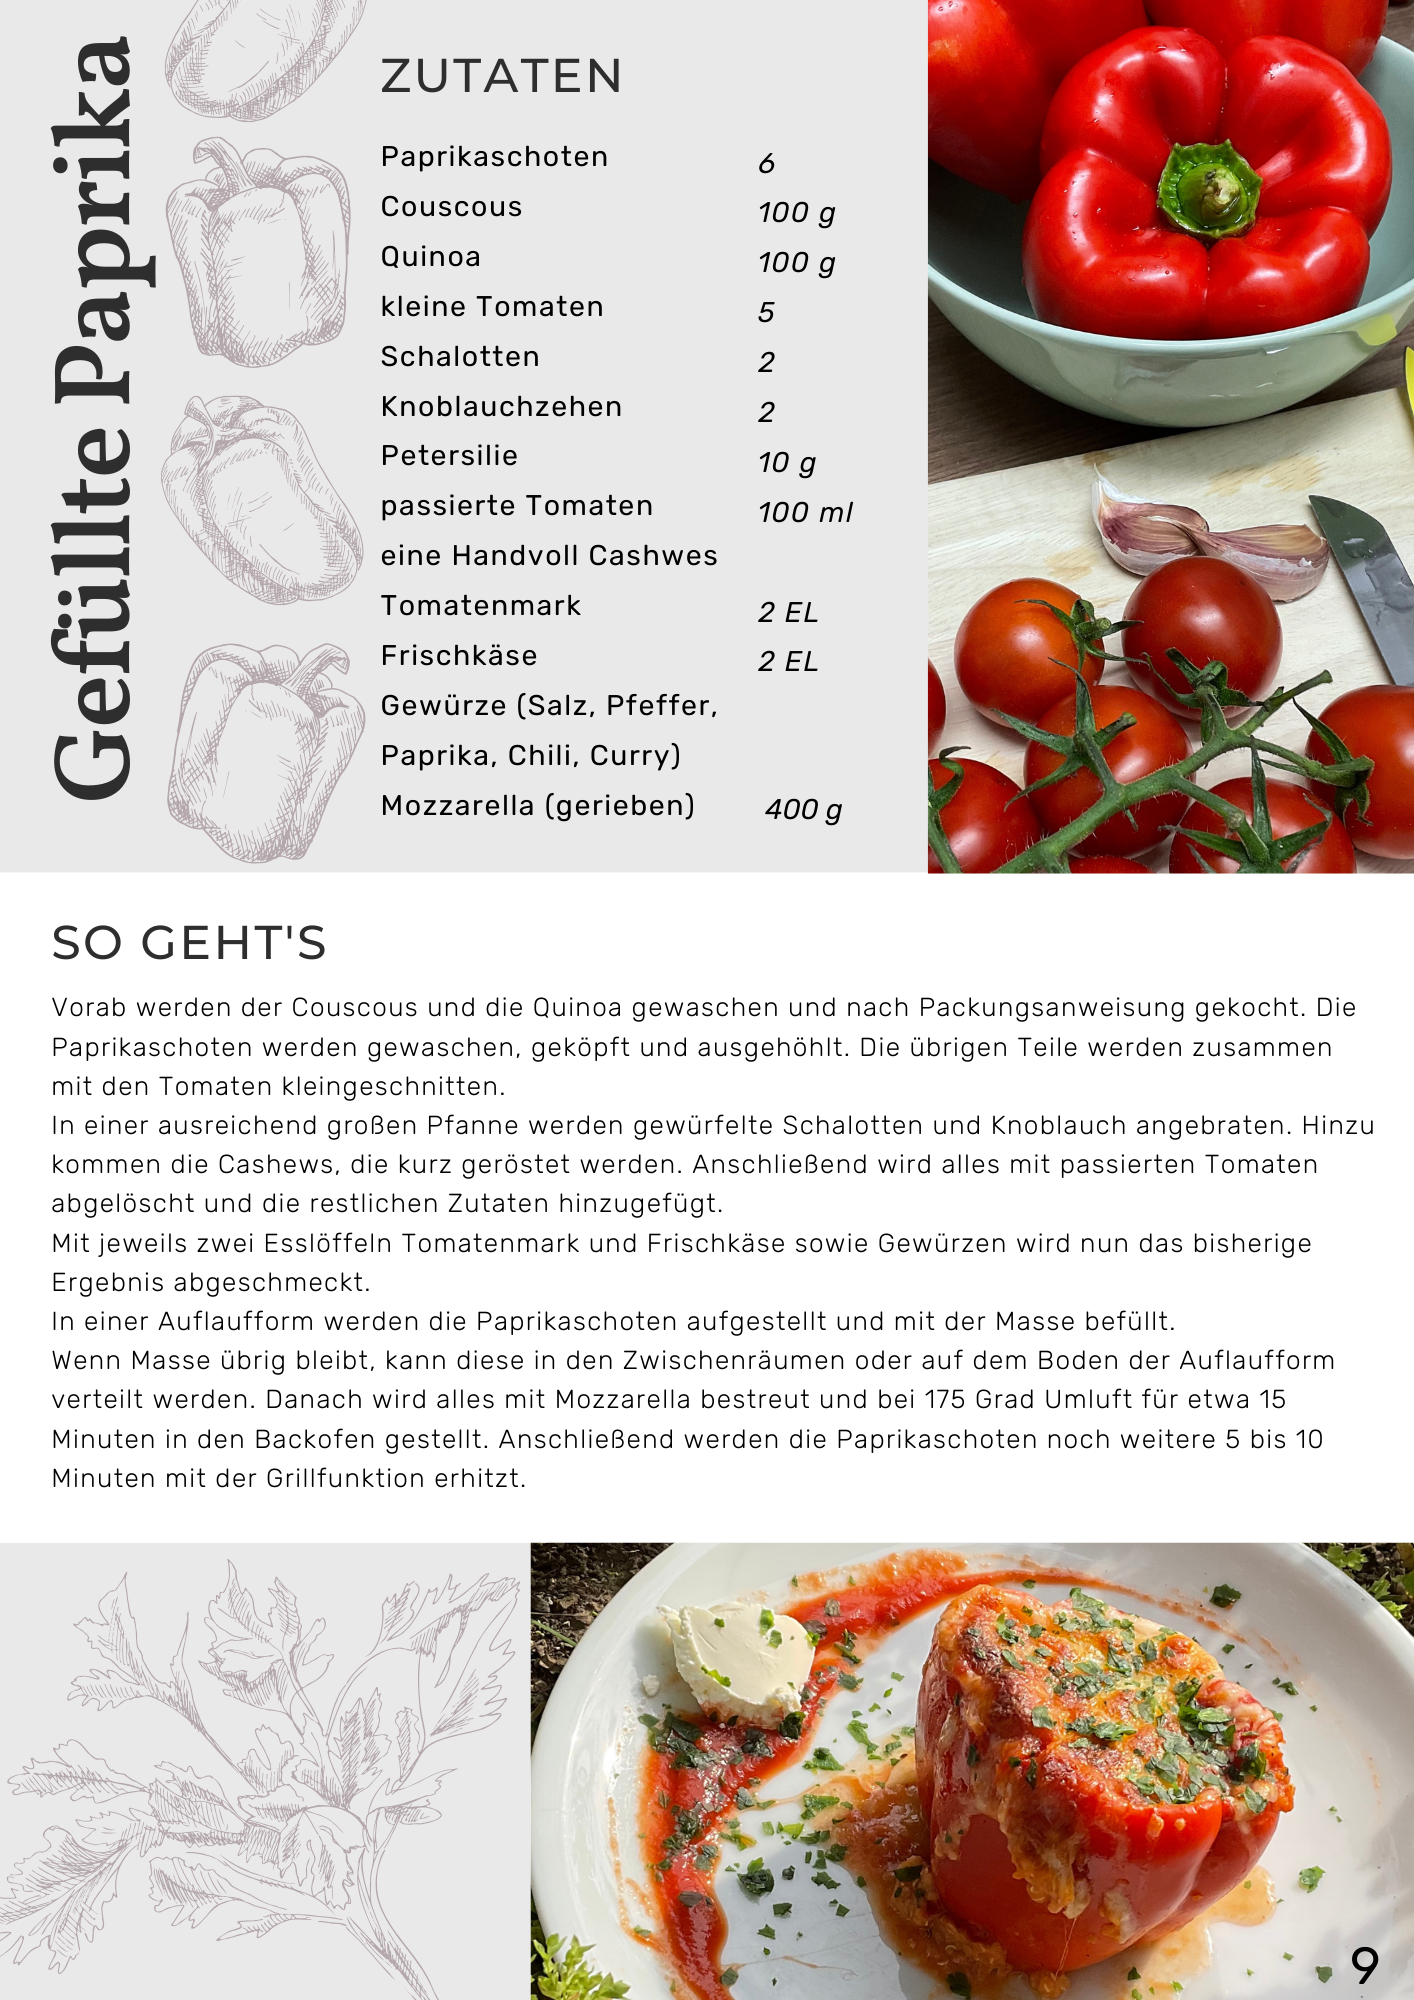 Gefüllte Paprika
ZUTATEN
Paprikaschoten 6
Couscous 100 g
Quinoa 100 g
kleine Tomaten 5
Schalotten 2
Knoblauchzehen 2
Petersilie 10 g
passierte Tomaten 100 ml
eine Handvoll Cashwes
Tomatenmark 2 EL
Frischkäse 2 EL
Gewürze (Salz, Pfeffer,
Paprika, Chili, Curry)
Mozzarella (gerieben) 400 g
SO GEHT'S
Vorab werden der Couscous und die Quinoa gewaschen und nach Packungsanweisung gekocht. Die
Paprikaschoten werden gewaschen, geköpft und ausgehöhlt. Die übrigen Teile werden zusammen
mit den Tomaten kleingeschnitten.
In einer ausreichend großen Pfanne werden gewürfelte Schalotten und Knoblauch angebraten. Hinzu
kommen die Cashews, die kurz geröstet werden. Anschließend wird alles mit passierten Tomaten
abgelöscht und die restlichen Zutaten hinzugefügt.
Mit jeweils zwei Esslöffeln Tomatenmark und Frischkäse sowie Gewürzen wird nun das bisherige
Ergebnis abgeschmeckt.
In einer Auflaufform werden die Paprikaschoten aufgestellt und mit der Masse befüllt.
Wenn Masse übrig bleibt, kann diese in den Zwischenräumen oder auf dem Boden der Auflaufform
verteilt werden. Danach wird alles mit Mozzarella bestreut und bei 175 Grad Umluft für etwa 15
Minuten in den Backofen gestellt. Anschließend werden die Paprikaschoten noch weitere 5 bis 10
Minuten mit der Grillfunktion erhitzt.
9